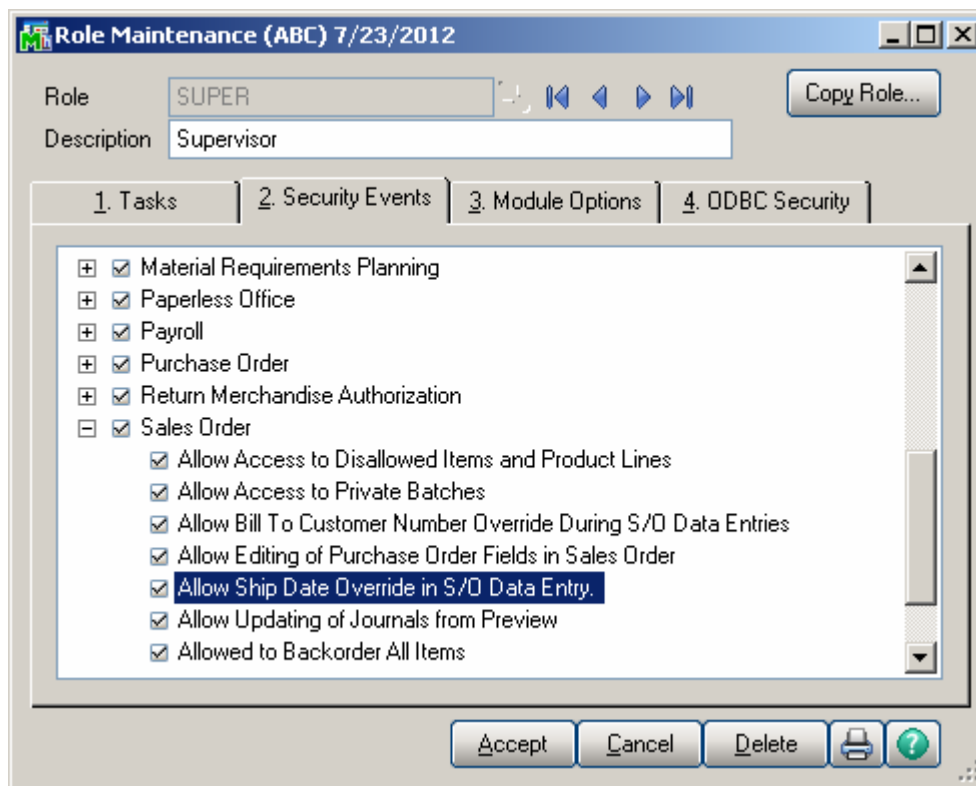 Role Maintenance (ABC) 7/23/2012
Role SUPER Copy Role...
Description Supervisor
1. Tasks 2. Security Events 3. Module Options 4. ODBC Security
Material Requirements Planning
Paperless Office
Payroll
Purchase Order
Return Merchandise Authorization
Sales Order
Allow Access to Disallowed Items and Product Lines
Allow Access to Private Batches
Allow Bill To Customer Number Override During S/O Data Entries
Allow Editing of Purchase Order Fields in Sales Order
Allow Ship Date Override in S/O Data Entry.
Allow Updating of Journals from Preview
Allowed to Backorder All Items
Accept Cancel Delete ?